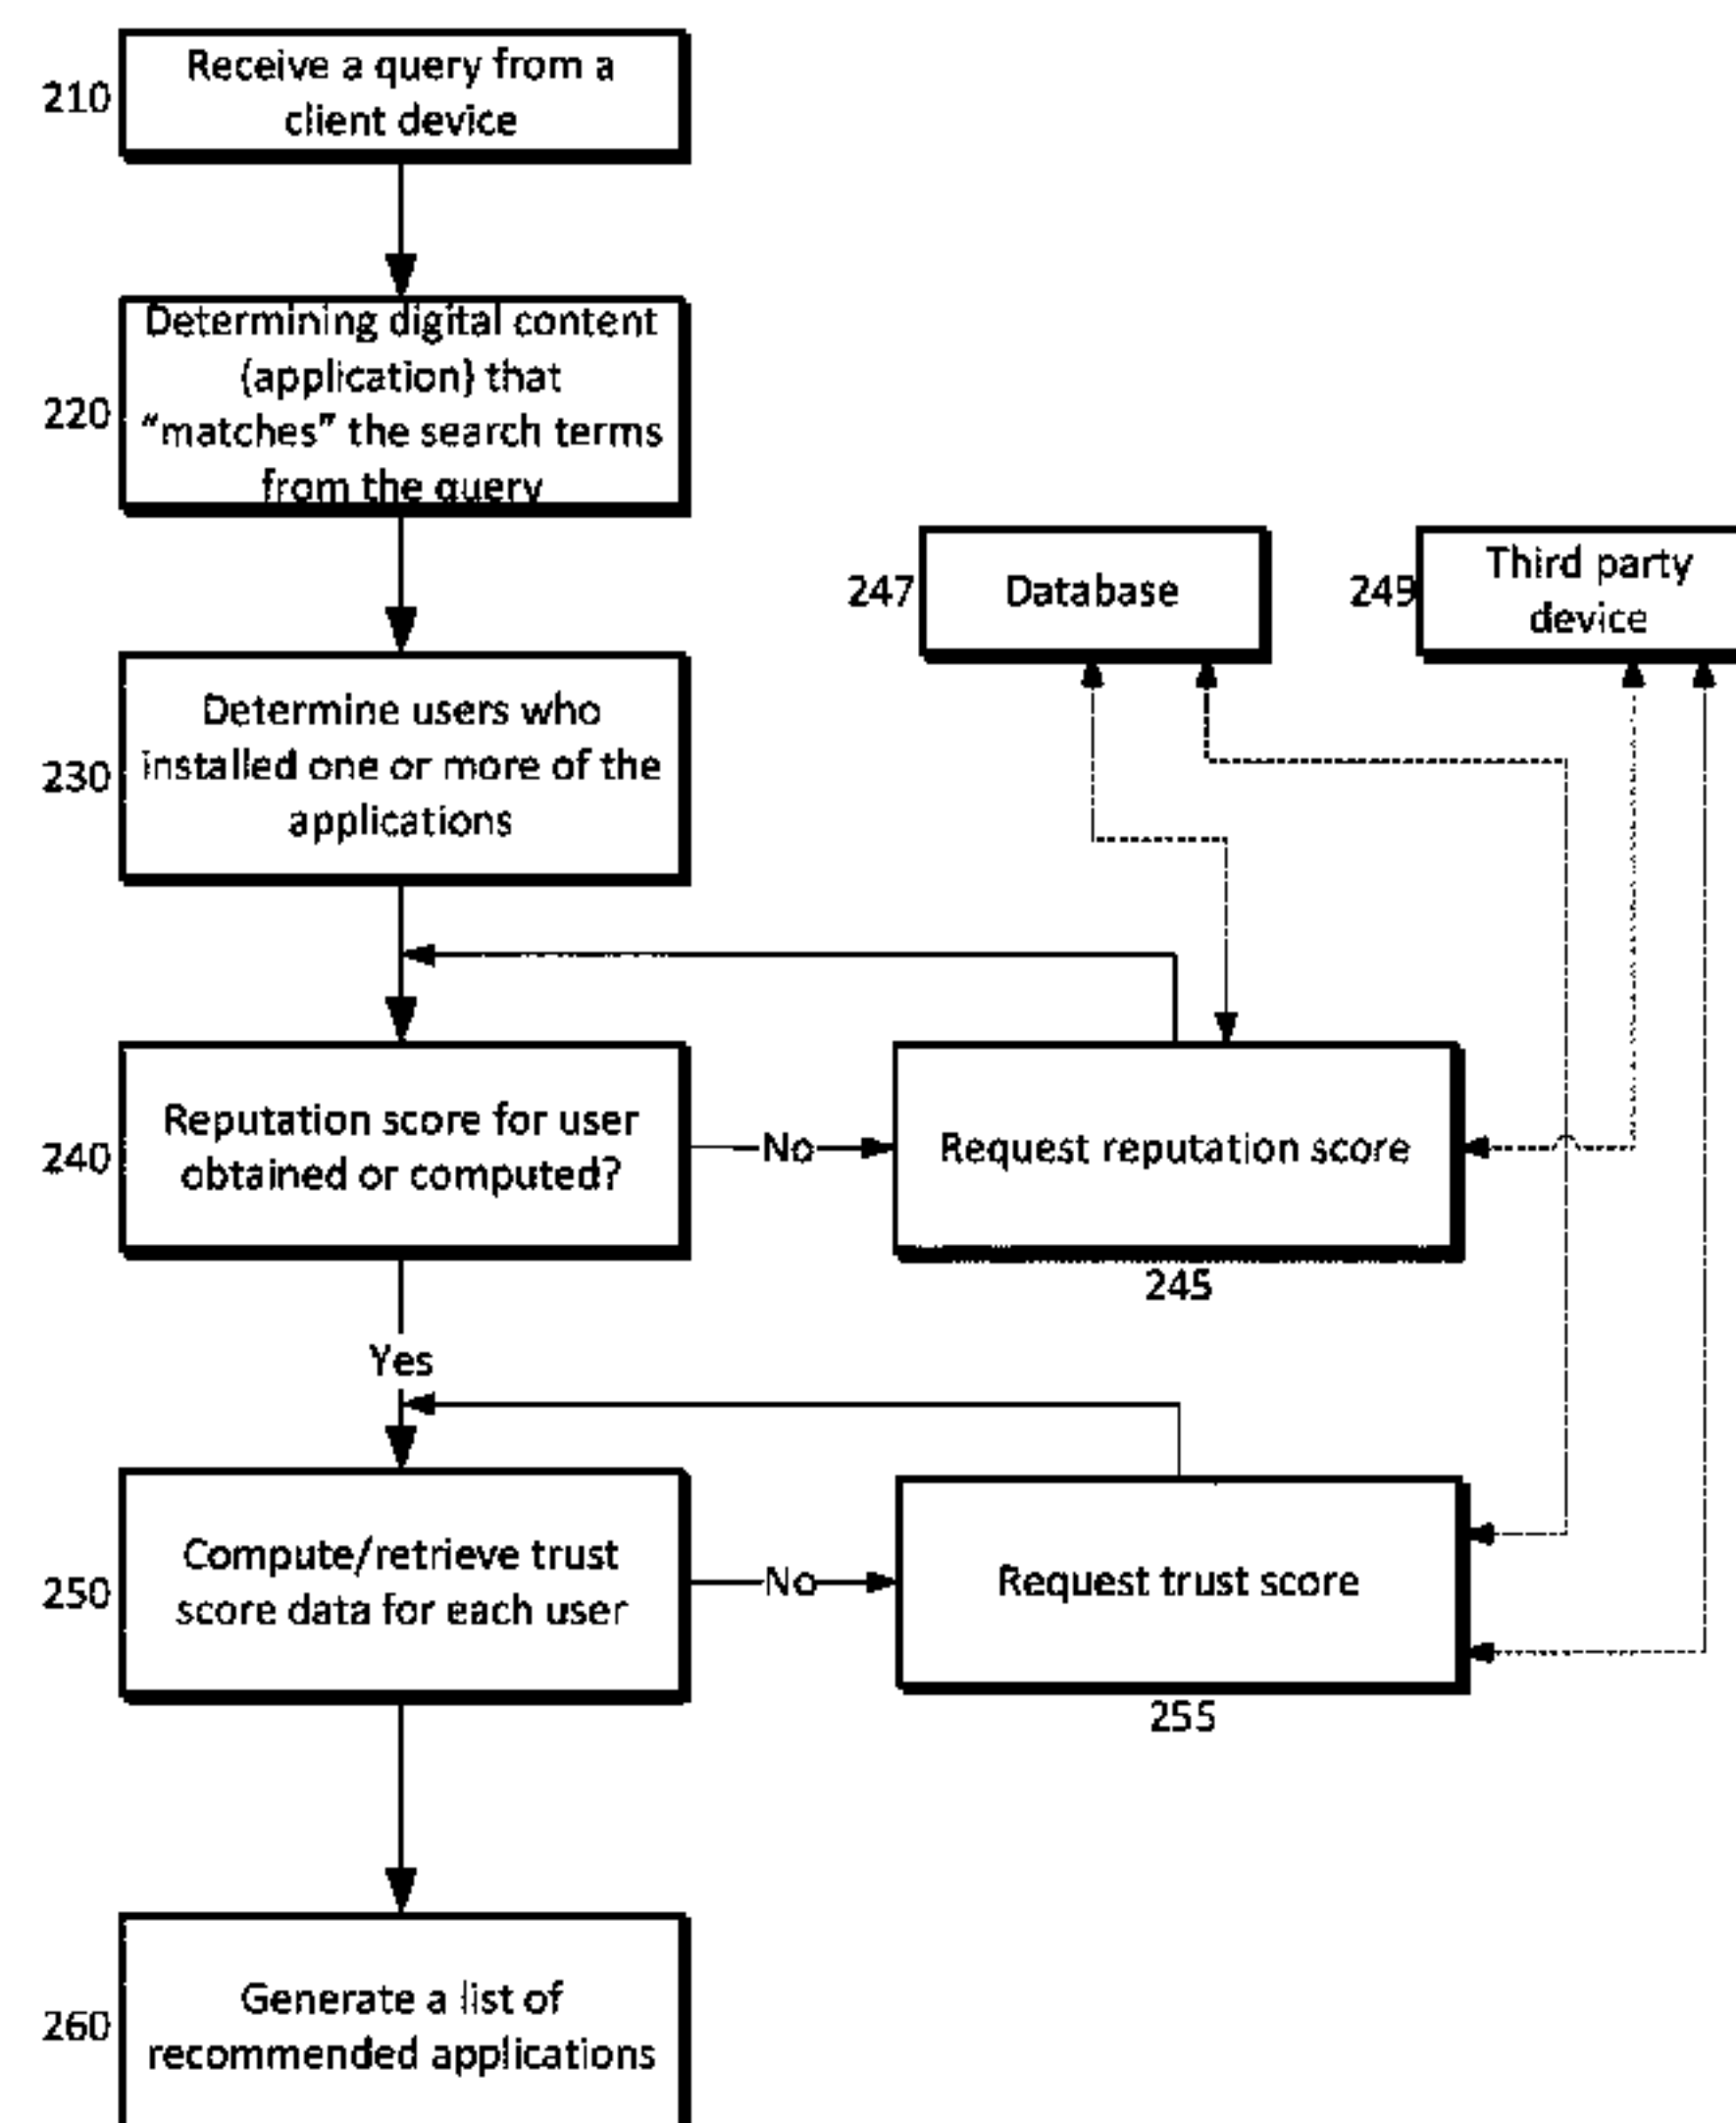 210
Receive a query from a
client device
220
Determining digital content
(application) that
“matches” the search terms
from the query
247
Database
249
Third party
device
230
Determine users who
installed one or more of the
applications
240
Reputation score for user
obtained or computed?
No
Request reputation score
245
Yes
250
Compute/retrieve trust
score data for each user
No
Request trust score
255
260
Generate a list of
recommended applications